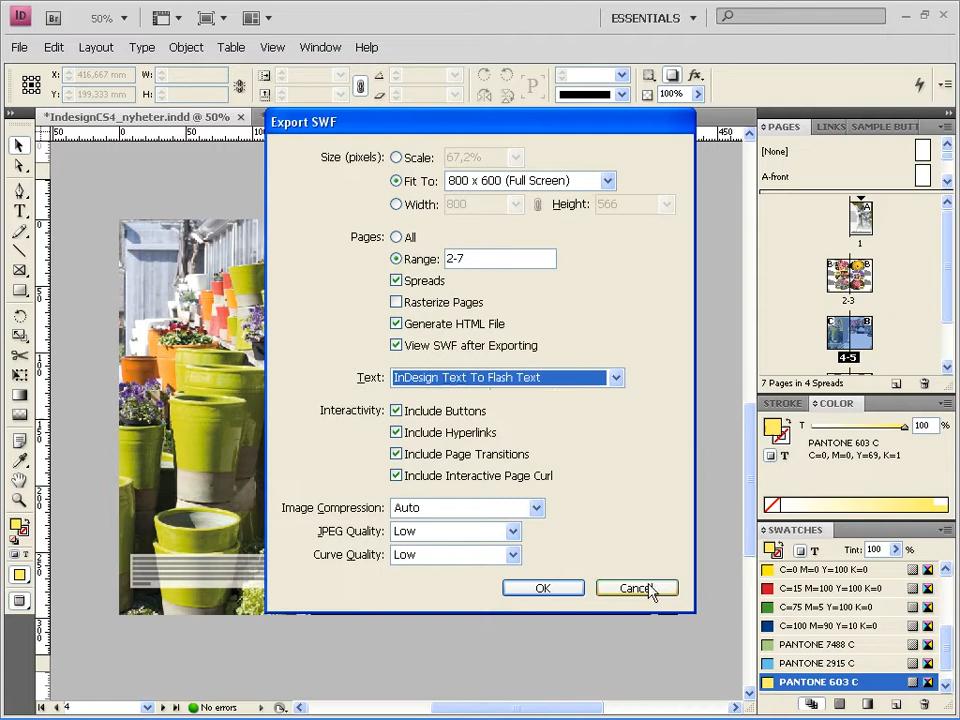 ID Br 50% ESSENTIALS
File Edit Layout Type Object Table View Window Help
X: 416,667 mm W:
Y: 199,333 mm H:
P fx 100%
*IndesignCS4_nyheter.indd @ 50%
50 0 50 450
Export SWF
Size (pixels): Scale: 67,2%
Fit To: 800 x 600 (Full Screen)
Width: 800 Height: 566
Pages: All
Range: 2-7
Spreads
Rasterize Pages
Generate HTML File
View SWF after Exporting
Text: InDesign Text To Flash Text
Interactivity: Include Buttons
Include Hyperlinks
Include Page Transitions
Include Interactive Page Curl
Image Compression: Auto
JPEG Quality: Low
Curve Quality: Low
OK Cancel
PAGES LINKS SAMPLE BUTT
[None]
A-front
A
1
2-3
C B
4-5
7 Pages in 4 Spreads
STROKE COLOR
T 100 %
PANTONE 603 C
C=0, M=0, Y=69, K=1
T
SWATCHES
T Tint: 100 %
C=0 M=0 Y=100 K=0
C=15 M=100 Y=100 K=0
C=75 M=5 Y=100 K=0
C=100 M=90 Y=10 K=0
PANTONE 7488 C
PANTONE 2915 C
PANTONE 603 C
4 No errors